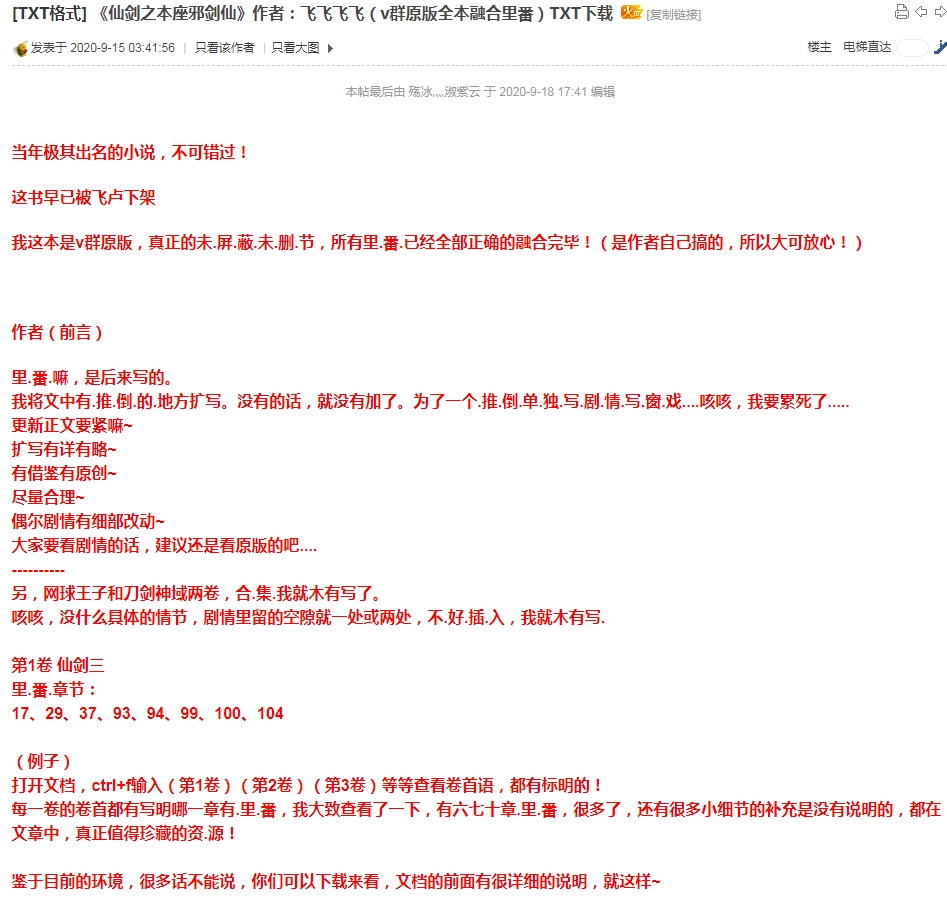 [TXT格式] 《仙剑之本座邪剑仙》作者：飞飞飞飞（v群原版全本融合里番）TXT下载 火 [复制链接]
发表于 2020-9-15 03:41:56 | 只看该作者 | 只看大图 楼主 电梯直达
本帖最后由 殇冰灬淑紫云 于 2020-9-18 17:41 编辑
当年极其出名的小说，不可错过！
这书早已被飞卢下架
我这本是v群原版，真正的未.屏.蔽.未.删.节，所有里.番.已经全部正确的融合完毕！（是作者自己搞的，所以大可放心！）
作者（前言）
里.番.嘛，是后来写的。
我将文中有.推.倒.的.地方扩写。没有的话，就没有加了。为了一个.推.倒.单.独.写.剧.情.写.窗.戏....咳咳，我要累死了.....
更新正文要紧嘛~
扩写有详有略~
有借鉴有原创~
尽量合理~
偶尔剧情有细部改动~
大家要看剧情的话，建议还是看原版的吧....
----------
另，网球王子和刀剑神域两卷，合.集.我就木有写了。
咳咳，没什么具体的情节，剧情里留的空隙就一处或两处，不.好.插.入，我就木有写.
第1卷 仙剑三
里.番.章节：
17、29、37、93、94、99、100、104
（例子）
打开文档，ctrl+f输入（第1卷）（第2卷）（第3卷）等等查看卷首语，都有标明的！
每一卷的卷首都有写明哪一章有.里.番，我大致查看了一下，有六七十章.里.番，很多了，还有很多小细节的补充是没有说明的，都在
文章中，真正值得珍藏的资.源！
鉴于目前的环境，很多话不能说，你们可以下载来看，文档的前面有很详细的说明，就这样~